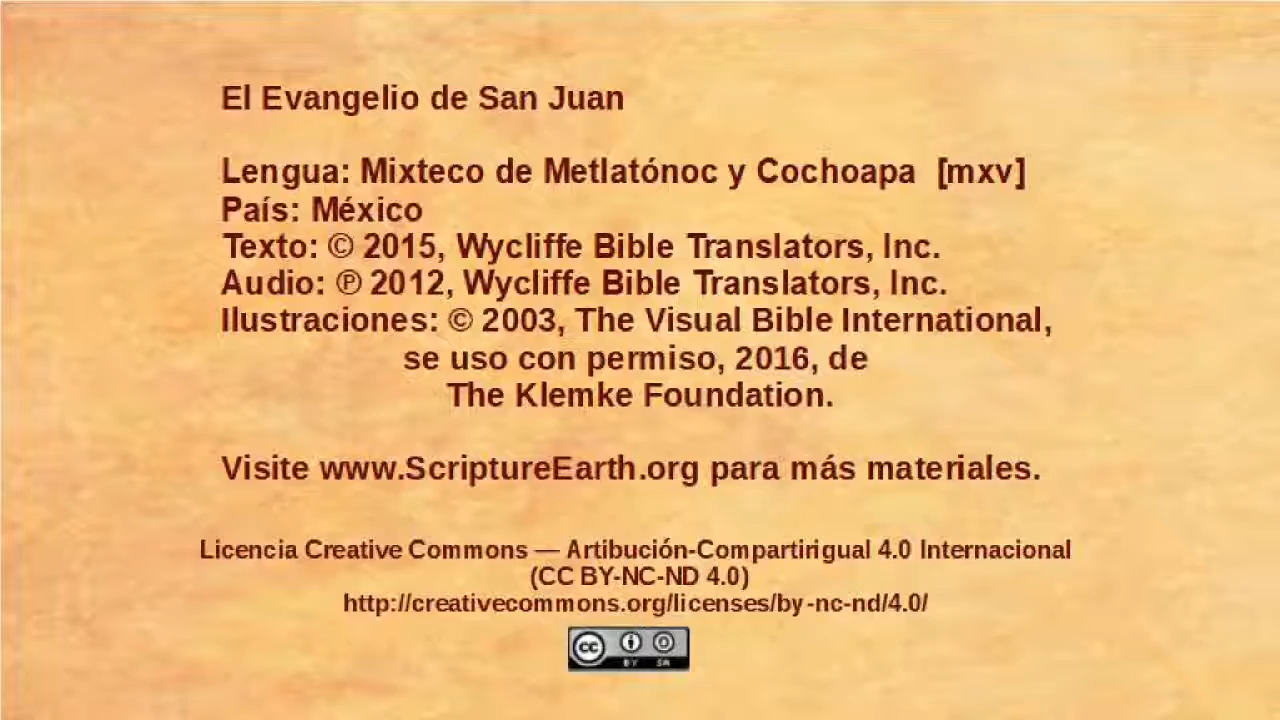 El Evangelio de San Juan
Lengua: Mixteco de Metlatónoc y Cochoapa [mxv]
País: México
Texto: © 2015, Wycliffe Bible Translators, Inc.
Audio: ℗ 2012, Wycliffe Bible Translators, Inc.
Ilustraciones: © 2003, The Visual Bible International,
se uso con permiso, 2016, de
The Klemke Foundation.
Visite www.ScriptureEarth.org para más materiales.
Licencia Creative Commons — Artibución-Compartirigual 4.0 Internacional
(CC BY-NC-ND 4.0)
http://creativecommons.org/licenses/by-nc-nd/4.0/
cc
BY SA